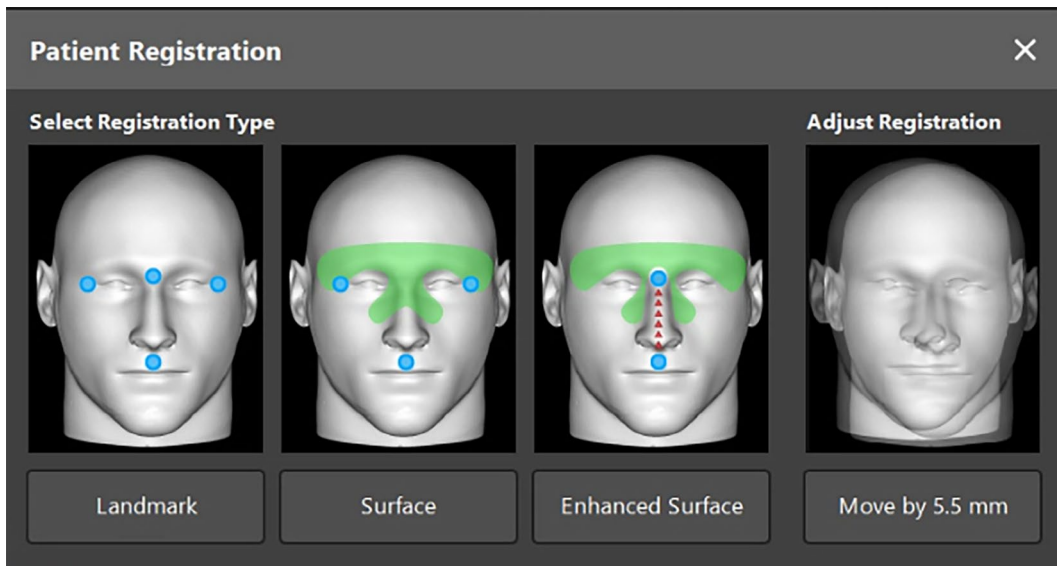 Patient Registration
Select Registration Type
Adjust Registration
Landmark
Surface
Enhanced Surface
Move by 5.5 mm